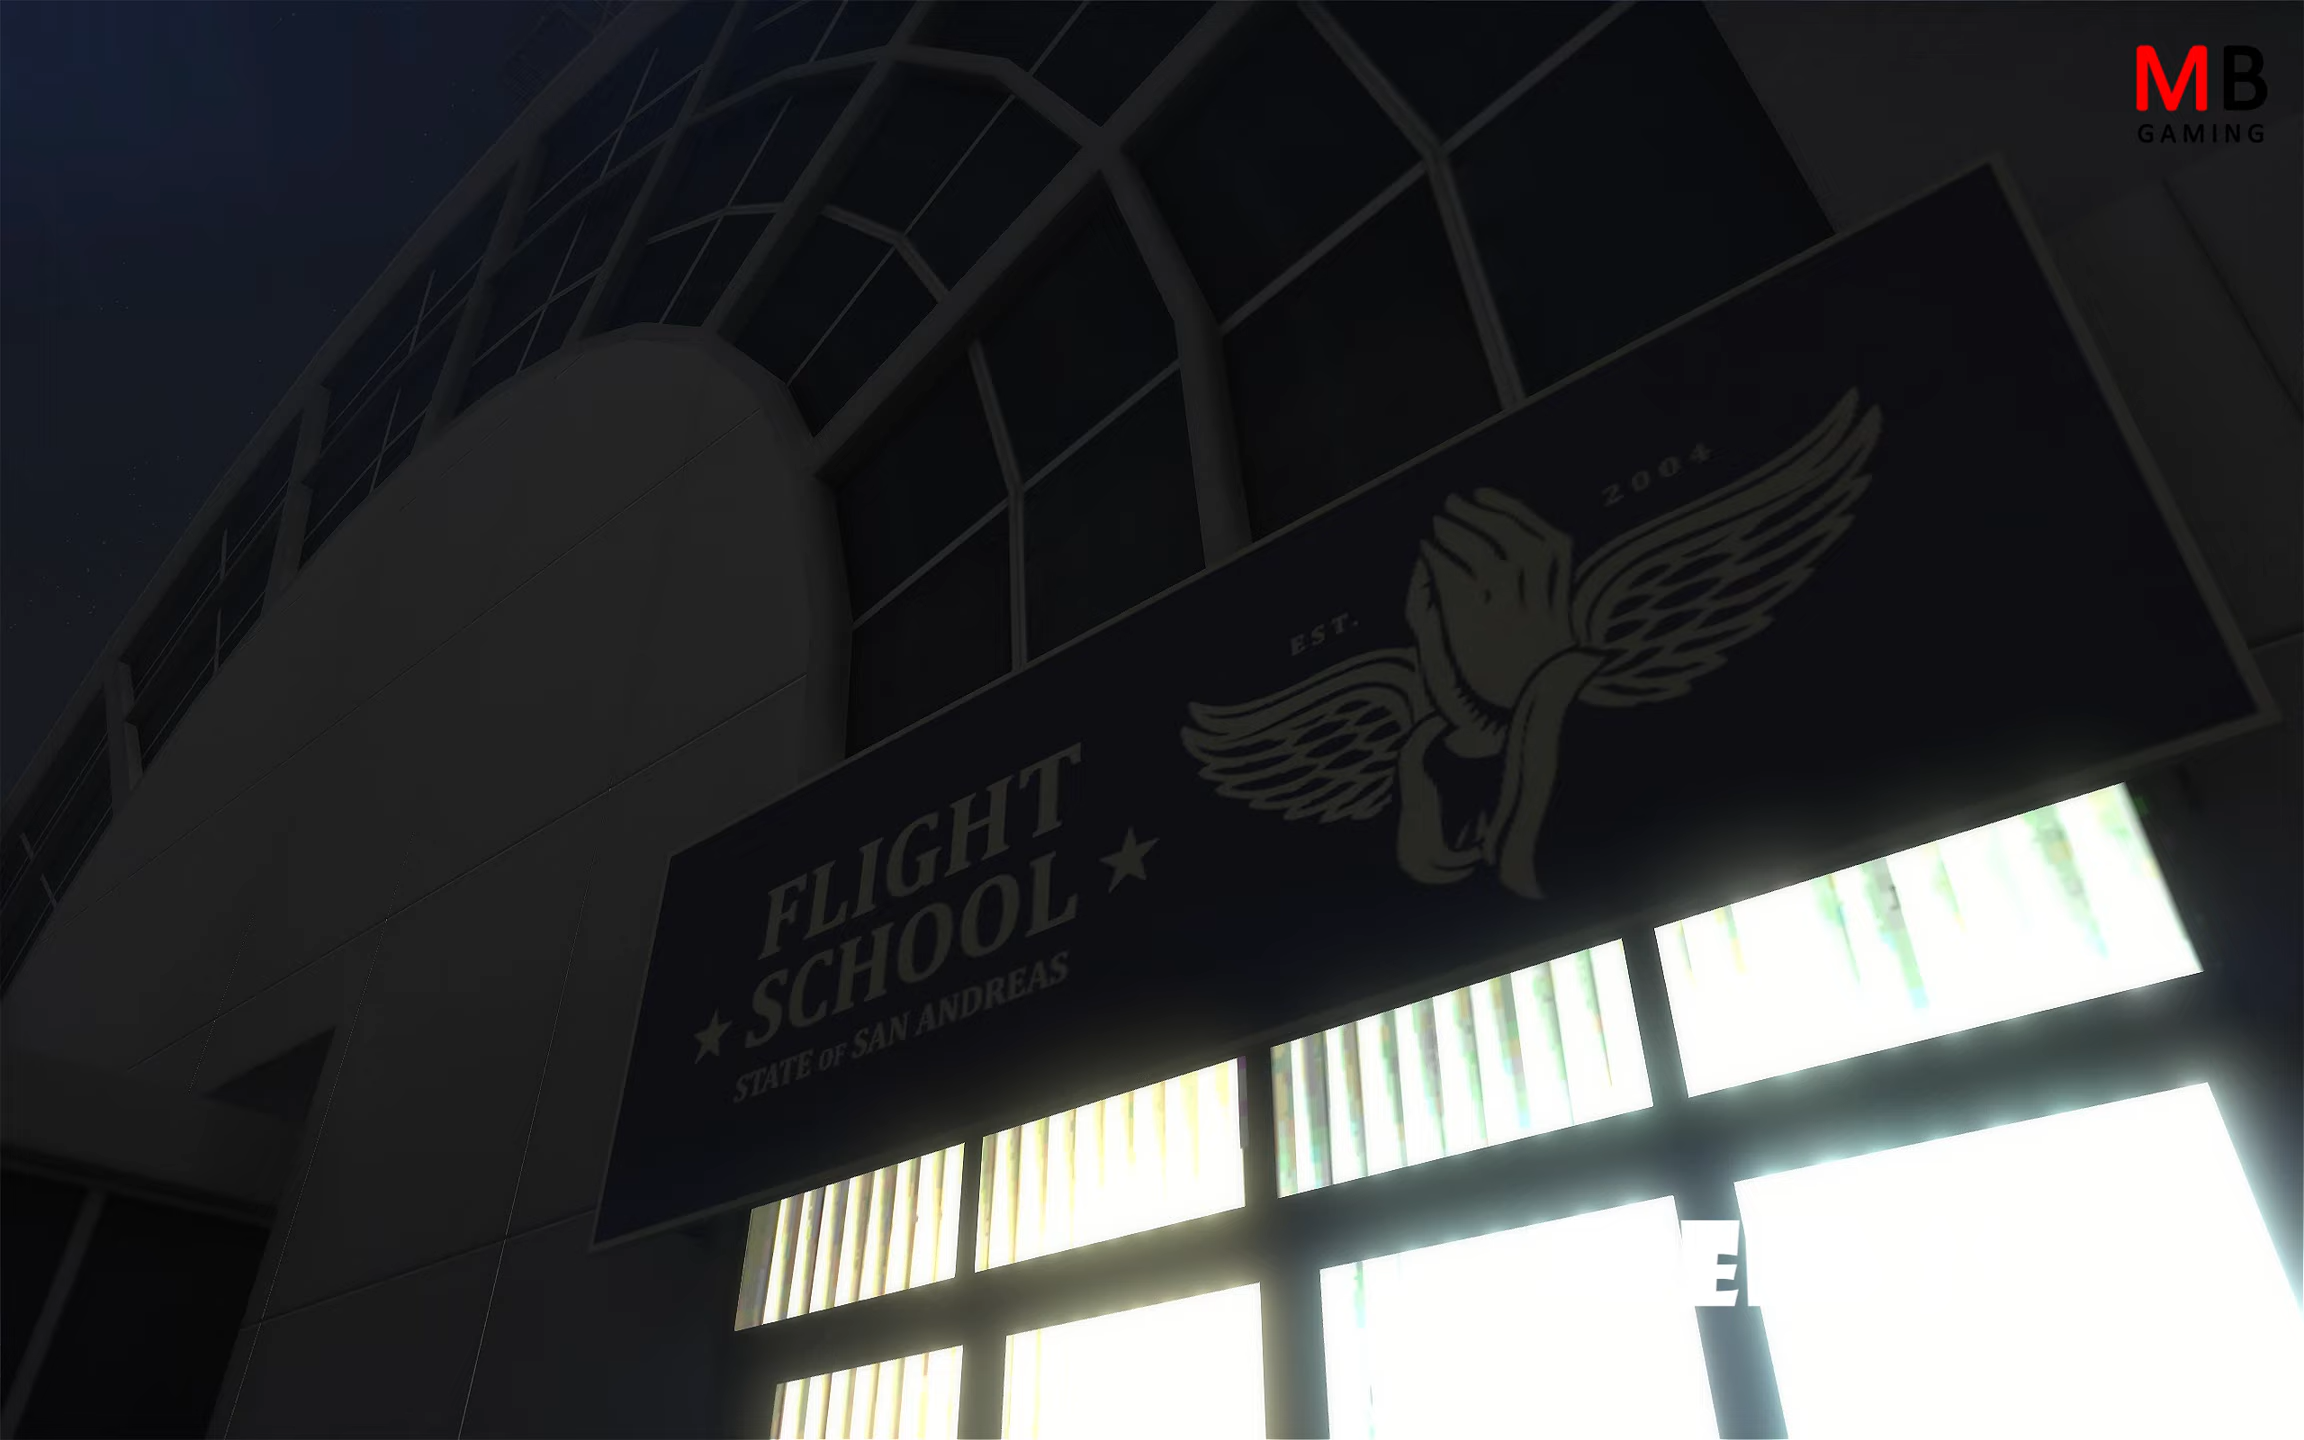 MB
GAMING
EST. 2004
FLIGHT
SCHOOL
STATE OF SAN ANDREAS